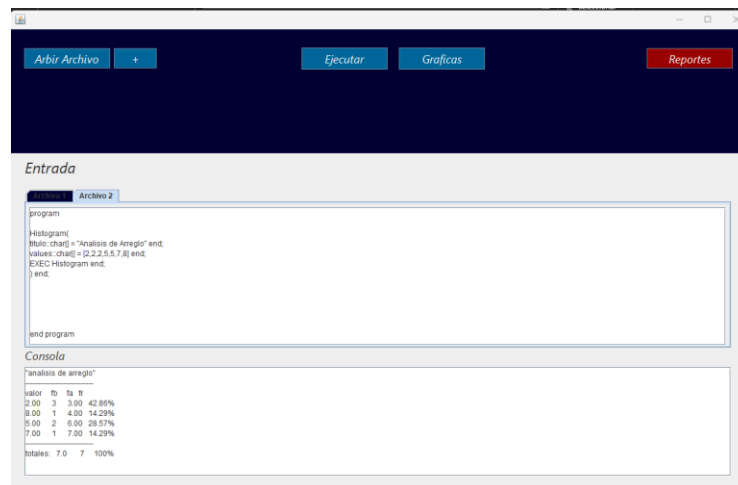 Arbir Archivo + Ejecutar Graficas Reportes
Entrada
Archivo 1 Archivo 2
program
Histogram(
titulo::char[] = "Analisis de Arreglo" end;
values::char[] = [2,2,2,5,5,7,8] end;
EXEC Histogram end;
) end;
end program
Consola
"analisis de arreglo"
valor fb fa fr
2.00 3 3.00 42.86%
8.00 1 4.00 14.29%
5.00 2 6.00 28.57%
7.00 1 7.00 14.29%
totales: 7.0 7 100%